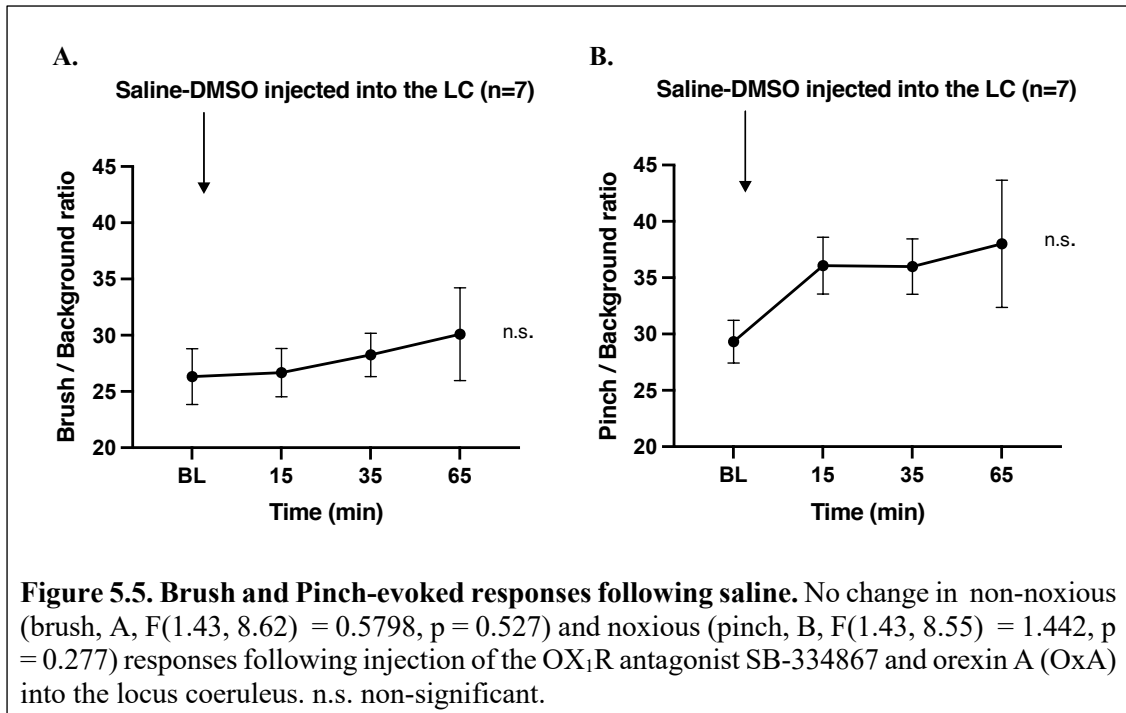 A.
Saline-DMSO injected into the LC (n=7)
45
40
35
30
25
20
Brush / Background ratio
n.s.
BL 15 35 65
Time (min)
B.
Saline-DMSO injected into the LC (n=7)
45
40
35
30
25
20
Pinch / Background ratio
n.s.
BL 15 35 65
Time (min)
Figure 5.5. Brush and Pinch-evoked responses following saline. No change in non-noxious
(brush, A, F(1.43, 8.62) = 0.5798, p = 0.527) and noxious (pinch, B, F(1.43, 8.55) = 1.442, p
= 0.277) responses following injection of the OX₁R antagonist SB-334867 and orexin A (OxA)
into the locus coeruleus. n.s. non-significant.